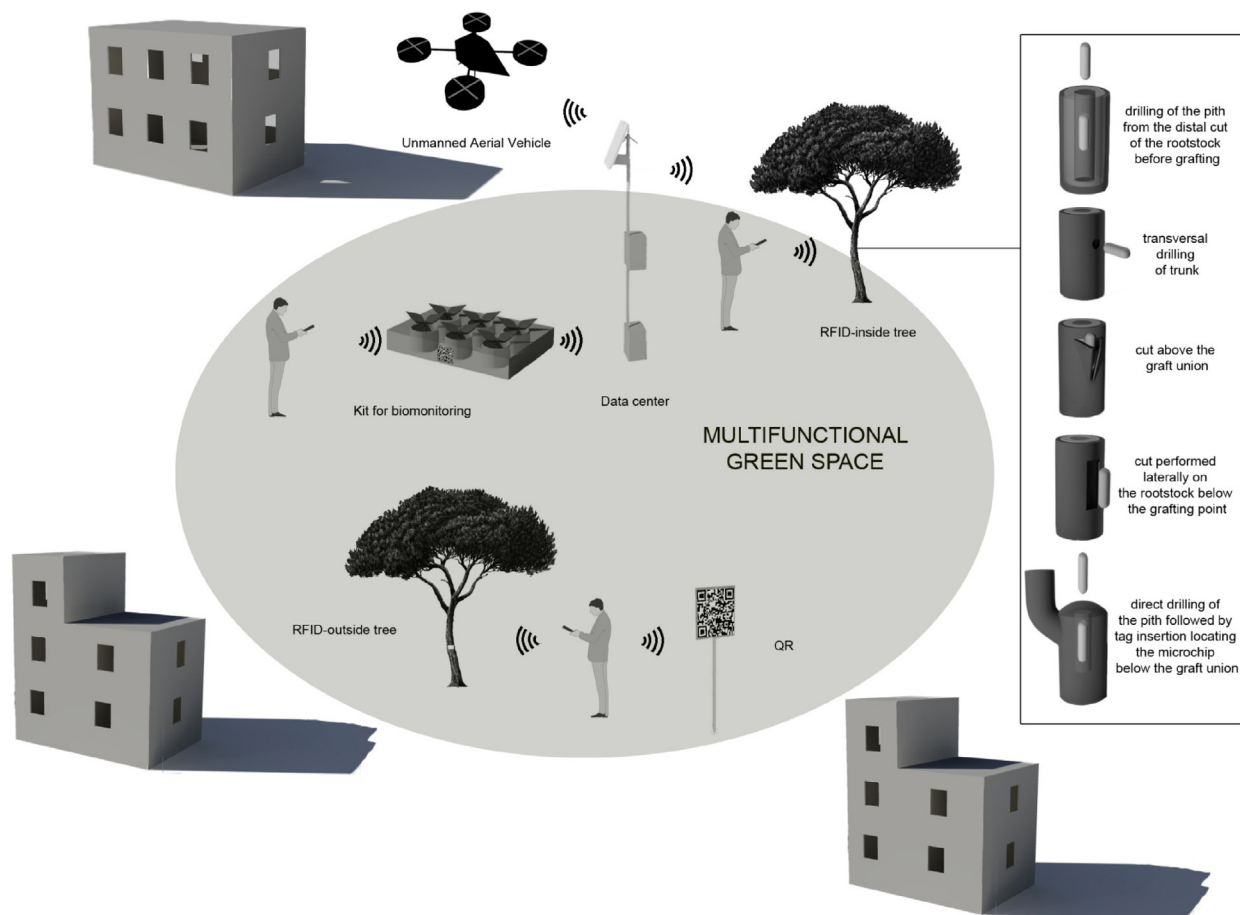 Unmanned Aerial Vehicle
RFID-inside tree
Kit for biomonitoring
Data center
MULTIFUNCTIONAL
GREEN SPACE
RFID-outside tree
QR
drilling of the pith
from the distal cut
of the rootstock
before grafting
transversal
drilling
of trunk
cut above the
graft union
cut performed
laterally on
the rootstock below
the grafting point
direct drilling of
the pith followed by
tag insertion locating
the microchip
below the graft union